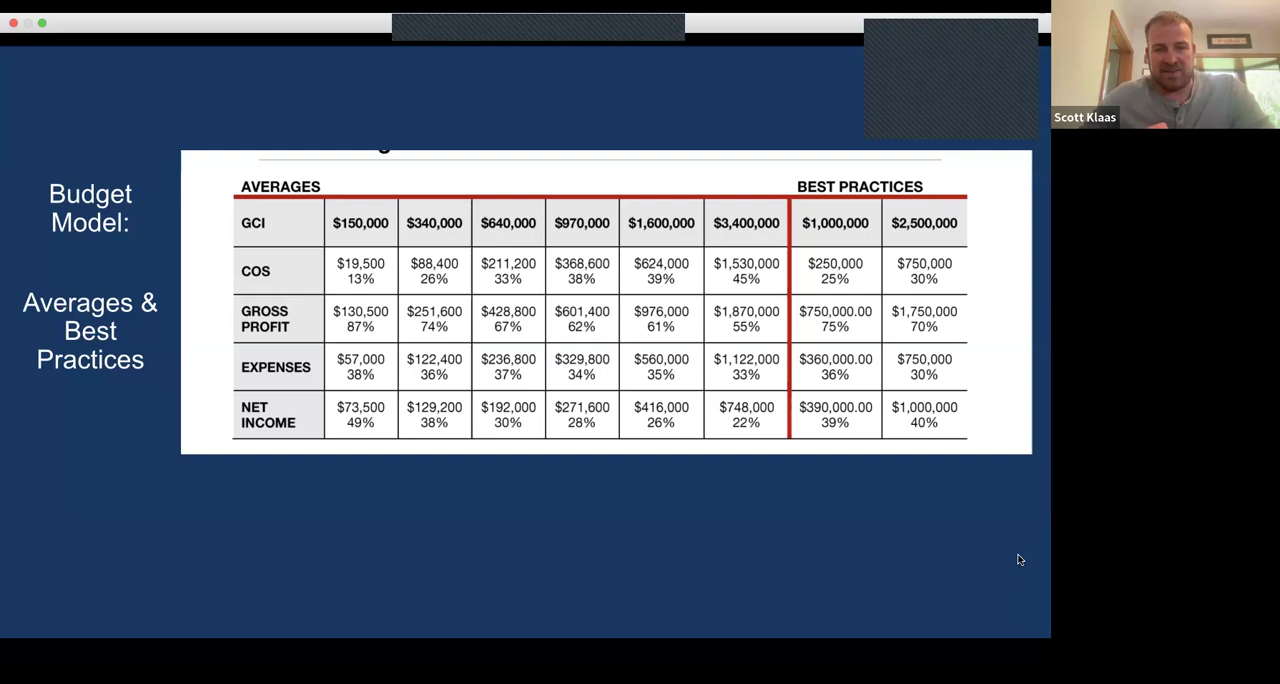 Scott Klaas
Budget
Model:
Averages &
Best
Practices
AVERAGES BEST PRACTICES
GCI $150,000 $340,000 $640,000 $970,000 $1,600,000 $3,400,000 $1,000,000 $2,500,000
COS $19,500 $88,400 $211,200 $368,600 $624,000 $1,530,000 $250,000 $750,000
13% 26% 33% 38% 39% 45% 25% 30%
GROSS $130,500 $251,600 $428,800 $601,400 $976,000 $1,870,000 $750,000.00 $1,750,000
PROFIT 87% 74% 67% 62% 61% 55% 75% 70%
EXPENSES $57,000 $122,400 $236,800 $329,800 $560,000 $1,122,000 $360,000.00 $750,000
38% 36% 37% 34% 35% 33% 36% 30%
NET $73,500 $129,200 $192,000 $271,600 $416,000 $748,000 $390,000.00 $1,000,000
INCOME 49% 38% 30% 28% 26% 22% 39% 40%